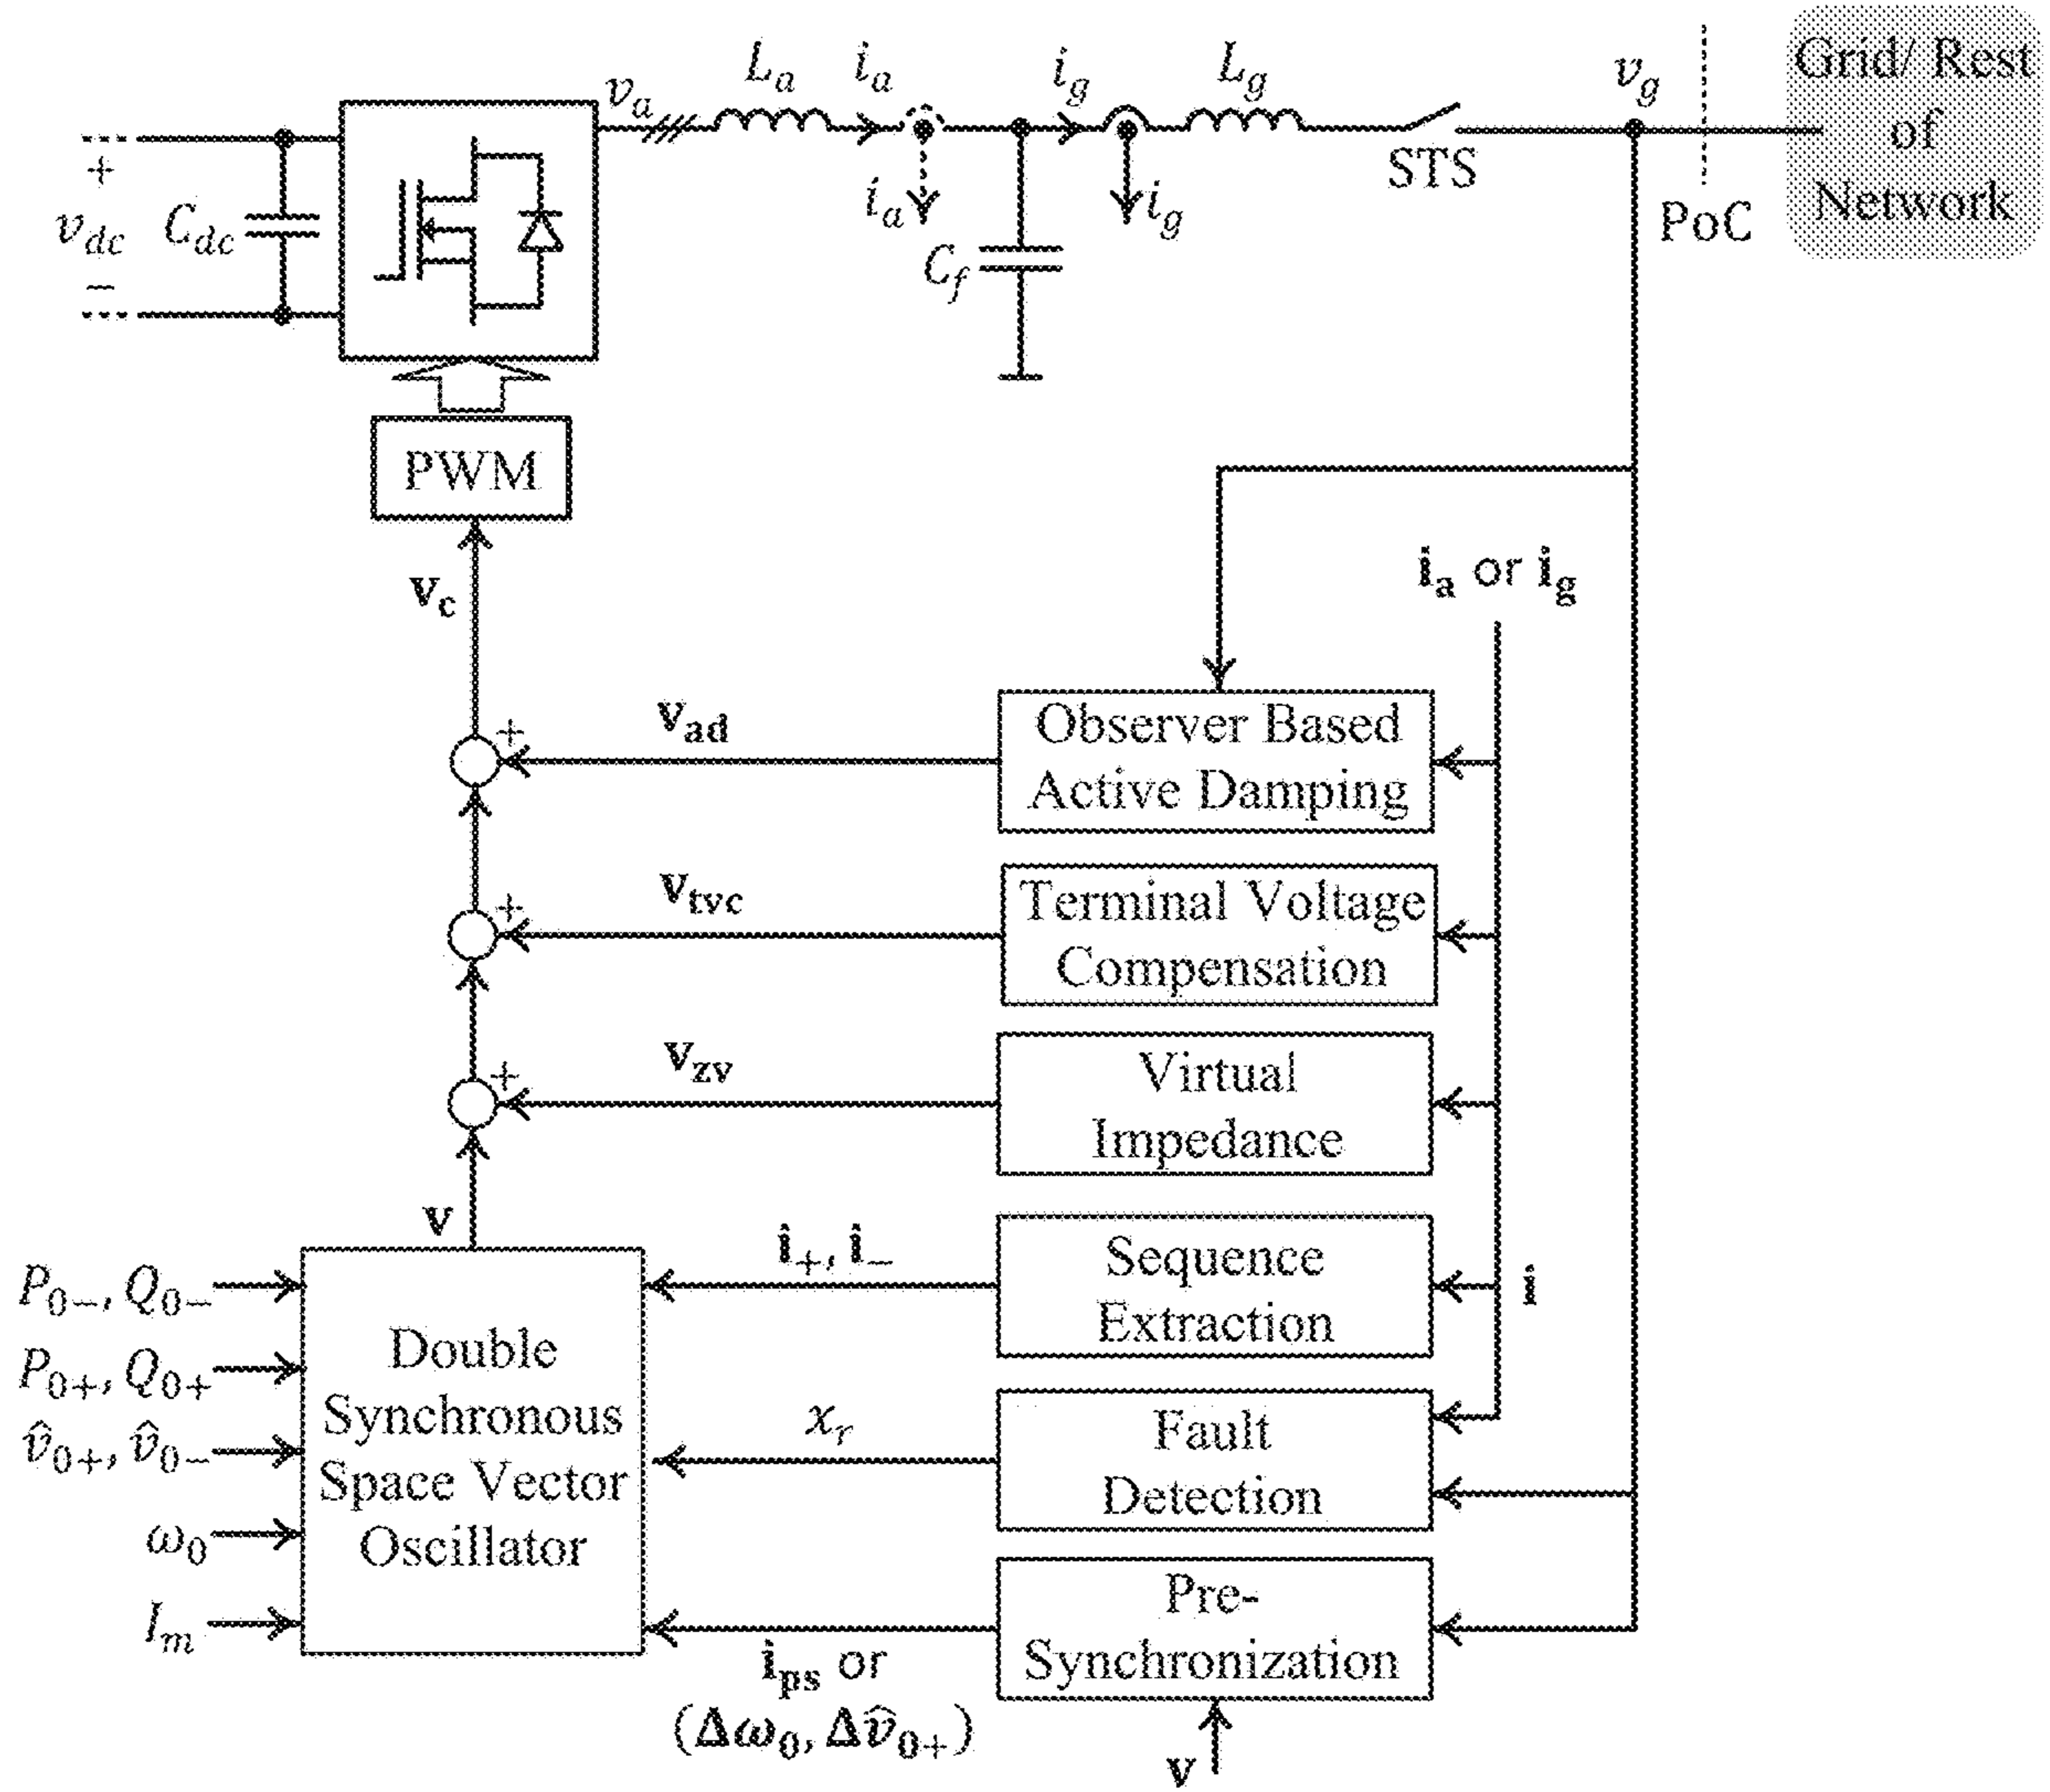 v_a
L_a
i_a
i_g
L_g
v_g
Grid/ Rest
of
Network
+
v_dc
−
C_dc
i_a
i_g
C_f
STS
PoC
PWM
v_c
i_a or i_g
v_ad
+
Observer Based
Active Damping
v_tvc
+
Terminal Voltage
Compensation
v_zv
+
Virtual
Impedance
v
î_+, î_−
Sequence
Extraction
i
P_0−, Q_0−
P_0+, Q_0+
v̂_0+, v̂_0−
ω_0
I_m
Double
Synchronous
Space Vector
Oscillator
x_r
Fault
Detection
Pre-
Synchronization
i_ps or
(Δω_0, Δv̂_0+)
v